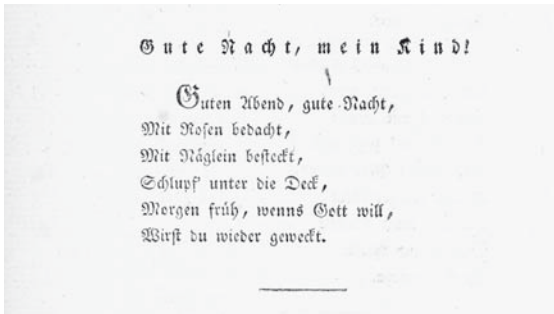 Gute Nacht, mein Kind!
Guten Abend, gute Nacht,
Mit Rosen bedacht,
Mit Näglein besteckt,
Schlupf' unter die Deck,
Morgen früh, wenns Gott will,
Wirst du wieder geweckt.